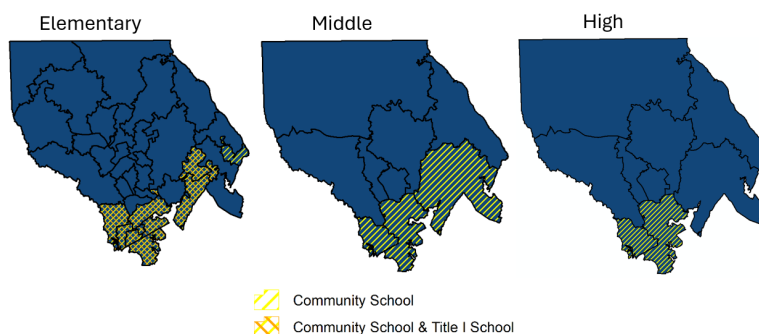 Elementary
Middle
High
Community School
Community School & Title I School